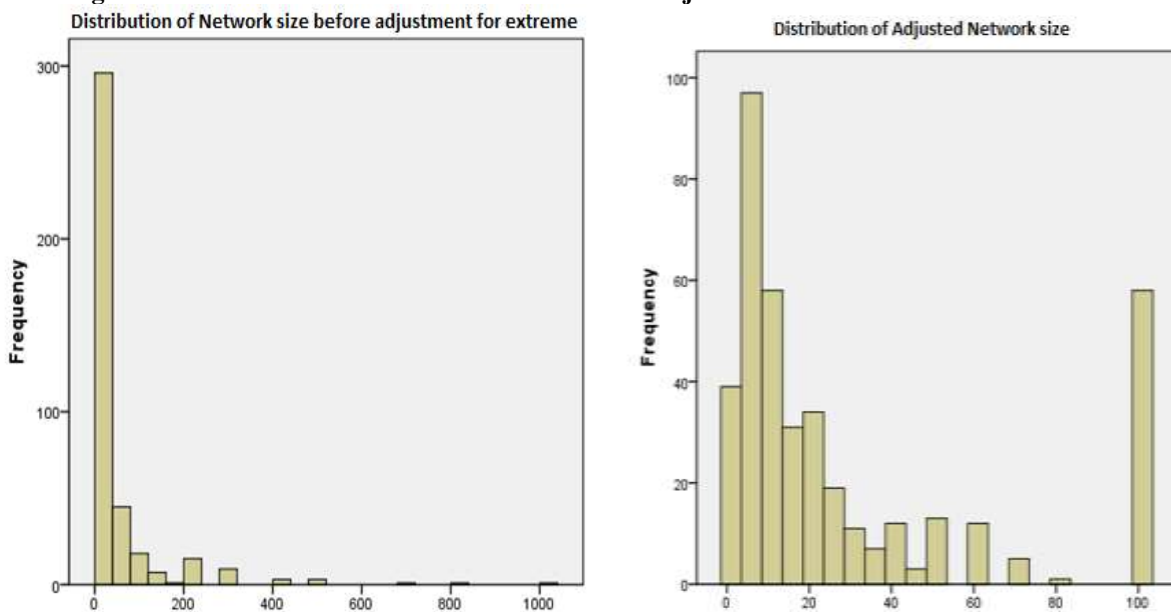 Distribution of Network size before adjustment for extreme
300
200
100
0
Frequency
0 200 400 600 800 1000
Distribution of Adjusted Network size
100
80
60
40
20
0
Frequency
0 20 40 60 80 100